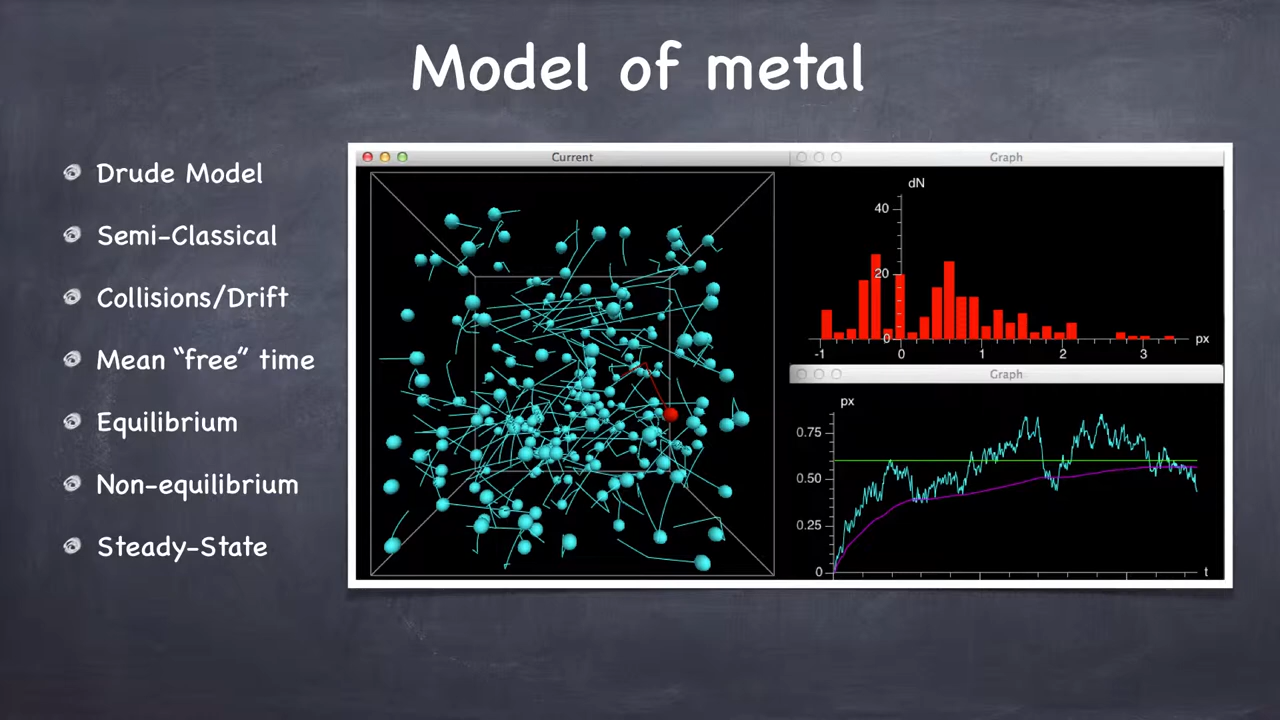 Model of metal
Drude Model
Semi-Classical
Collisions/Drift
Mean “free” time
Equilibrium
Non-equilibrium
Steady-State
Current
Graph
dN
40
20
0
-1 0 1 2 3 px
Graph
px
0.75
0.50
0.25
0
t